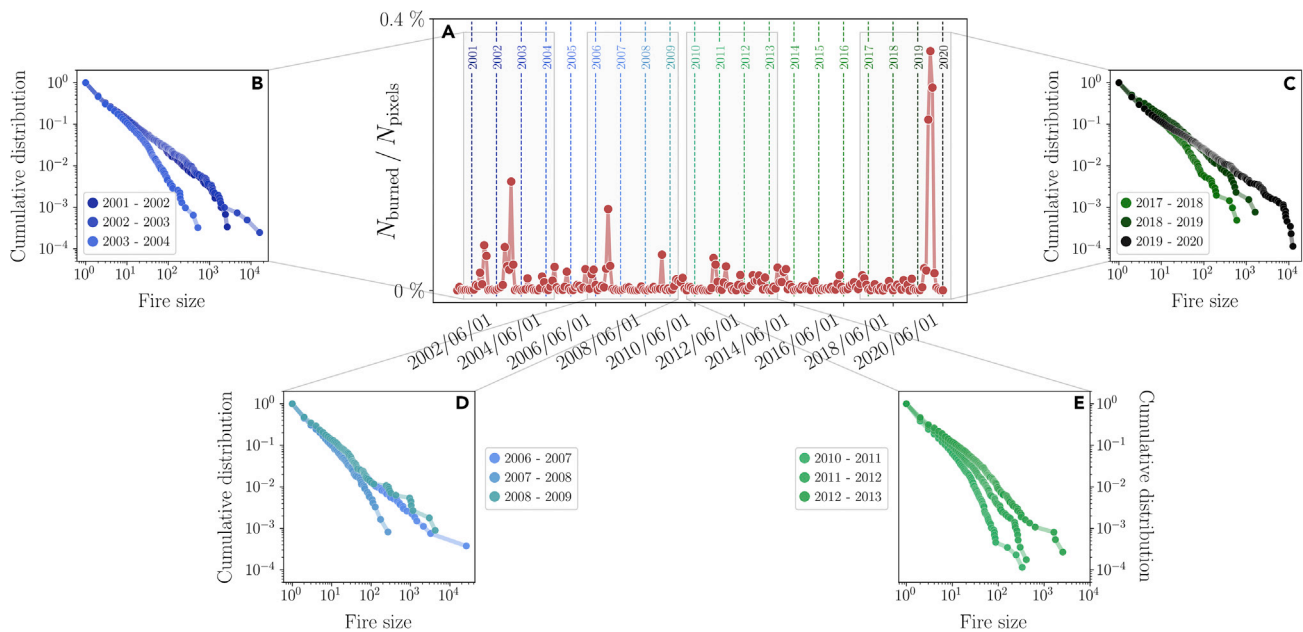 A
0.4 %
0 %
N_burned / N_pixels
2001
2002
2003
2004
2005
2006
2007
2008
2009
2010
2011
2012
2013
2014
2015
2016
2017
2018
2019
2020
2002/06/01
2004/06/01
2006/06/01
2008/06/01
2010/06/01
2012/06/01
2014/06/01
2016/06/01
2018/06/01
2020/06/01
B
Cumulative distribution
10^0
10^-1
10^-2
10^-3
10^-4
2001 - 2002
2002 - 2003
2003 - 2004
10^0 10^1 10^2 10^3 10^4
Fire size
C
Cumulative distribution
10^0
10^-1
10^-2
10^-3
10^-4
2017 - 2018
2018 - 2019
2019 - 2020
10^0 10^1 10^2 10^3 10^4
Fire size
D
Cumulative distribution
10^0
10^-1
10^-2
10^-3
10^-4
2006 - 2007
2007 - 2008
2008 - 2009
10^0 10^1 10^2 10^3 10^4
Fire size
E
Cumulative distribution
10^0
10^-1
10^-2
10^-3
10^-4
2010 - 2011
2011 - 2012
2012 - 2013
10^0 10^1 10^2 10^3 10^4
Fire size